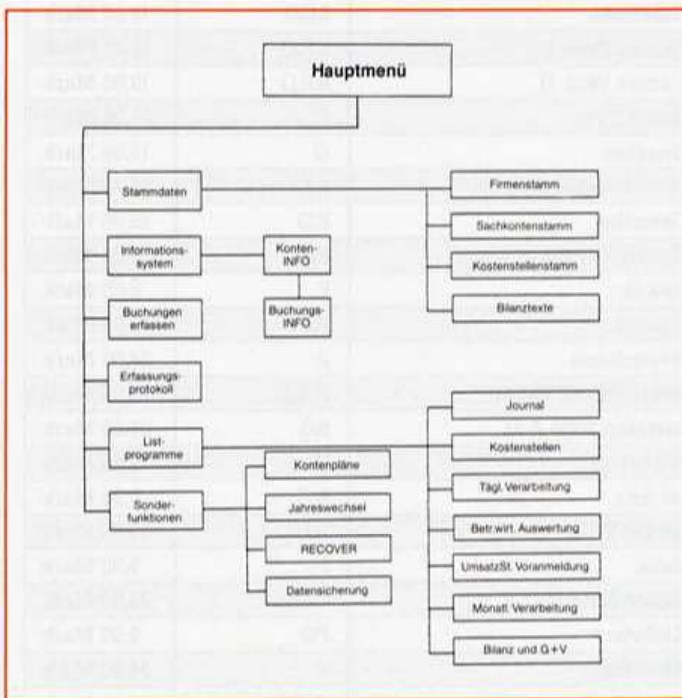 Hauptmenü
Stammdaten
Firmenstamm
Sachkontenstamm
Kostenstellenstamm
Bilanztexte
Informations-
system
Konten-
INFO
Buchungs-
INFO
Buchungen
erfassen
Erfassungs-
protokoll
List-
programme
Journal
Kostenstellen
Tägl. Verarbeitung
Betr.wirt. Auswertung
UmsatzSt. Voranmeldung
Monatl. Verarbeitung
Bilanz und G+V
Sonder-
funktionen
Kontenpläne
Jahreswechsel
RECOVER
Datensicherung